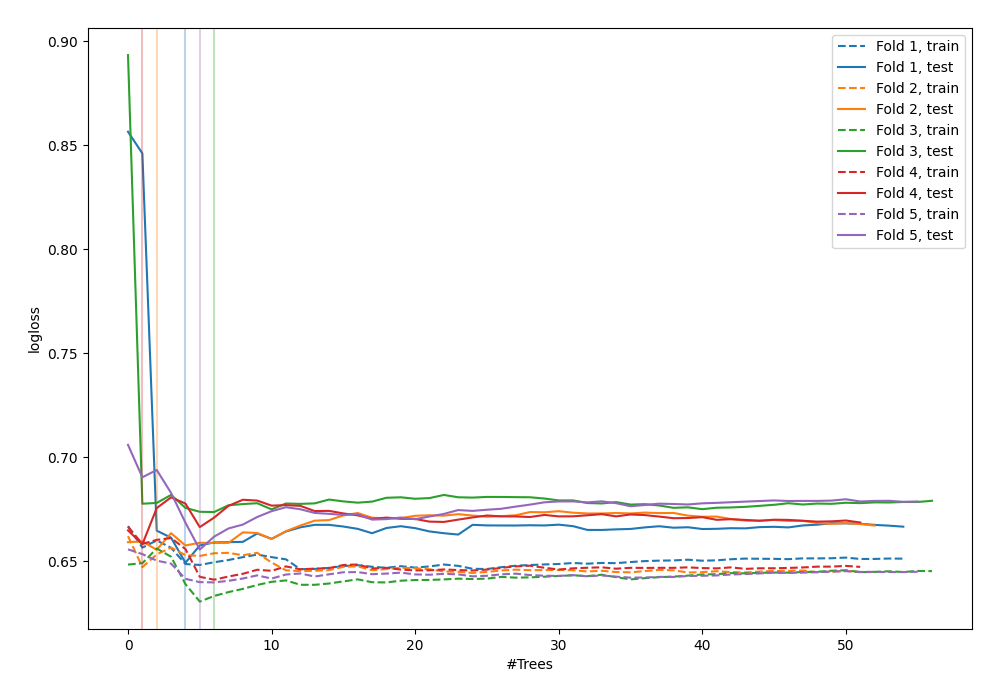 0.90
0.85
0.80
0.75
0.70
0.65
logloss
0
10
20
30
40
50
#Trees
Fold 1, train
Fold 1, test
Fold 2, train
Fold 2, test
Fold 3, train
Fold 3, test
Fold 4, train
Fold 4, test
Fold 5, train
Fold 5, test